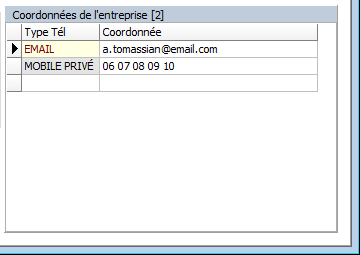 Coordonnées de l'entreprise [2]
Type Tél Coordonnée
EMAIL a.tomassian@email.com
MOBILE PRIVÉ 06 07 08 09 10